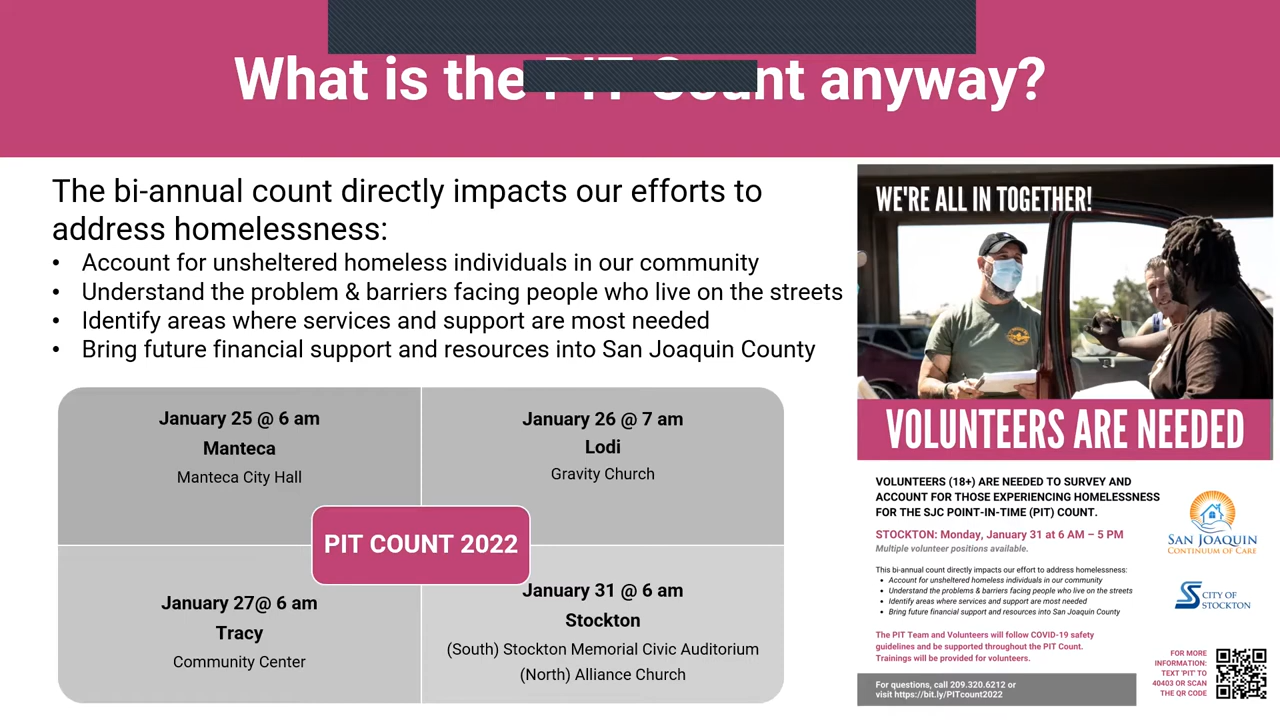 What is the PIT Count anyway?
The bi-annual count directly impacts our efforts to
address homelessness:
• Account for unsheltered homeless individuals in our community
• Understand the problem & barriers facing people who live on the streets
• Identify areas where services and support are most needed
• Bring future financial support and resources into San Joaquin County
January 25 @ 6 am
Manteca
Manteca City Hall
January 26 @ 7 am
Lodi
Gravity Church
PIT COUNT 2022
January 27@ 6 am
Tracy
Community Center
January 31 @ 6 am
Stockton
(South) Stockton Memorial Civic Auditorium
(North) Alliance Church
WE'RE ALL IN TOGETHER!
VOLUNTEERS ARE NEEDED
VOLUNTEERS (18+) ARE NEEDED TO SURVEY AND
ACCOUNT FOR THOSE EXPERIENCING HOMELESSNESS
FOR THE SJC POINT-IN-TIME (PIT) COUNT.
STOCKTON: Monday, January 31 at 6 AM – 5 PM
Multiple volunteer positions available.
This bi-annual count directly impacts our effort to address homelessness:
• Account for unsheltered homeless individuals in our community
• Understand the problems & barriers facing people who live on the streets
• Identify areas where services and support are most needed
• Bring future financial support and resources into San Joaquin County
The PIT Team and Volunteers will follow COVID-19 safety
guidelines and be supported throughout the PIT Count.
Trainings will be provided for volunteers.
For questions, call 209.320.6212 or
visit https://bit.ly/PITcount2022
SAN JOAQUIN
CONTINUUM OF CARE
CITY OF
STOCKTON
FOR MORE
INFORMATION:
TEXT 'PIT' TO
40403 OR SCAN
THE QR CODE